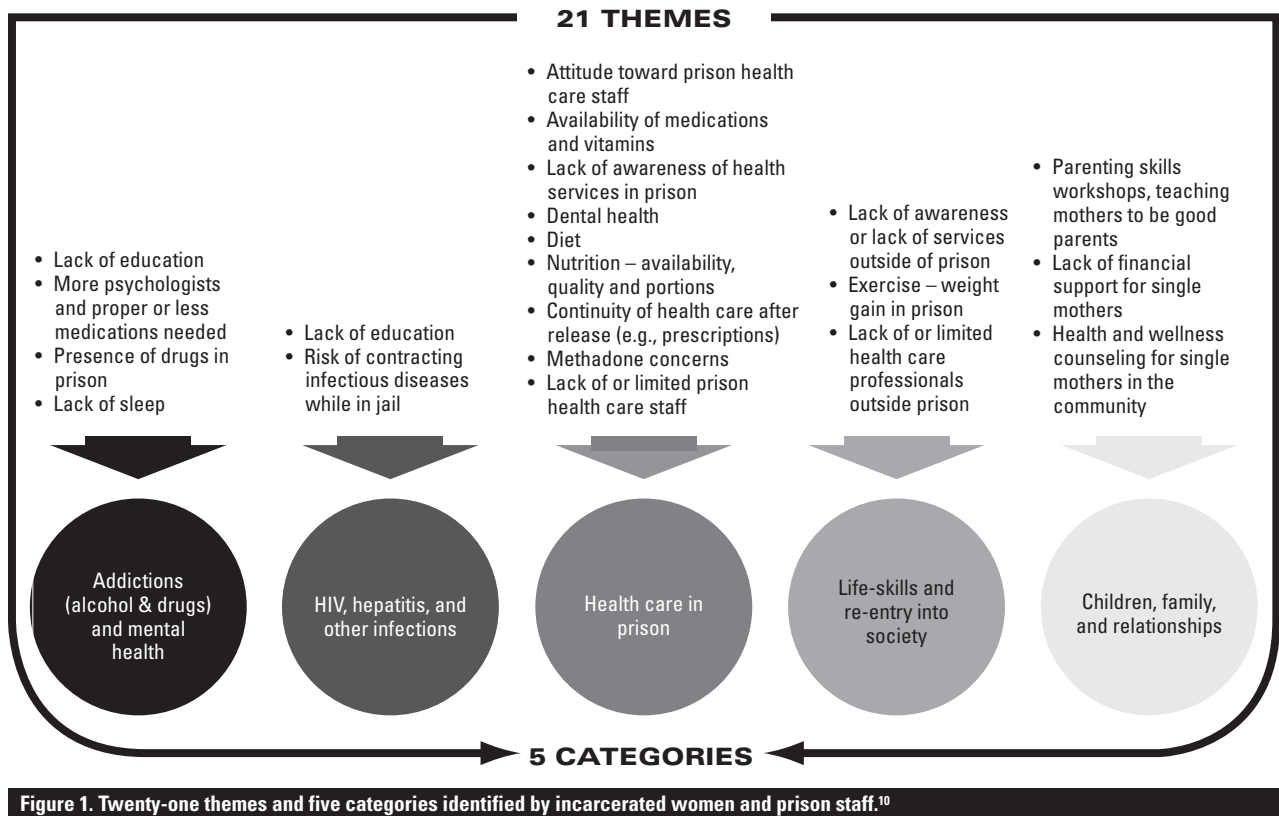 21 THEMES
• Lack of education
• More psychologists
and proper or less
medications needed
• Presence of drugs in
prison
• Lack of sleep
• Lack of education
• Risk of contracting
infectious diseases
while in jail
• Attitude toward prison health
care staff
• Availability of medications
and vitamins
• Lack of awareness of health
services in prison
• Dental health
• Diet
• Nutrition – availability,
quality and portions
• Continuity of health care after
release (e.g., prescriptions)
• Methadone concerns
• Lack of or limited prison
health care staff
• Lack of awareness
or lack of services
outside of prison
• Exercise – weight
gain in prison
• Lack of or limited
health care
professionals
outside prison
• Parenting skills
workshops, teaching
mothers to be good
parents
• Lack of financial
support for single
mothers
• Health and wellness
counseling for single
mothers in the
community
Addictions
(alcohol & drugs)
and mental
health
HIV, hepatitis, and
other infections
Health care in
prison
Life-skills and
re-entry into
society
Children, family,
and relationships
5 CATEGORIES
Figure 1. Twenty-one themes and five categories identified by incarcerated women and prison staff.¹⁰